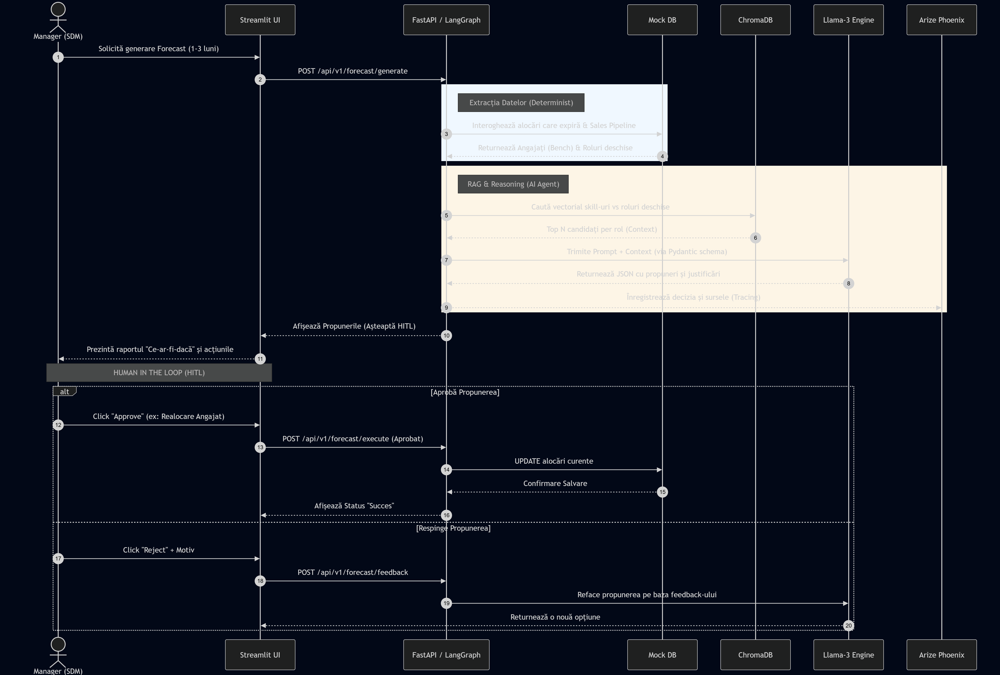 Manager (SDM)
Streamlit UI
FastAPI / LangGraph
Mock DB
ChromaDB
Llama-3 Engine
Arize Phoenix
Solicită generare Forecast (1-3 luni)
1
POST /api/v1/forecast/generate
2
Extracția Datelor (Determinist)
Interoghează alocări care expiră & Sales Pipeline
3
Returnează Angajați (Bench) & Roluri deschise
4
RAG & Reasoning (AI Agent)
Caută vectorial skill-uri vs roluri deschise
5
Top N candidați per rol (Context)
6
Trimite Prompt + Context (via Pydantic schema)
7
Returnează JSON cu propuneri și justificări
8
Înregistrează decizia și sursele (Tracing)
9
Afișează Propunerile (Așteaptă HITL)
10
Prezintă raportul "Ce-ar-fi-dacă" și acțiunile
11
HUMAN IN THE LOOP (HITL)
alt
[Aprobă Propunerea]
Click "Approve" (ex: Realocare Angajat)
12
POST /api/v1/forecast/execute (Aprobat)
13
UPDATE alocări curente
14
Confirmare Salvare
15
Afișează Status "Succes"
16
[Respinge Propunerea]
Click "Reject" + Motiv
17
POST /api/v1/forecast/feedback
18
Reface propunerea pe baza feedback-ului
19
Returnează o nouă opțiune
20
Manager (SDM)
Streamlit UI
FastAPI / LangGraph
Mock DB
ChromaDB
Llama-3 Engine
Arize Phoenix